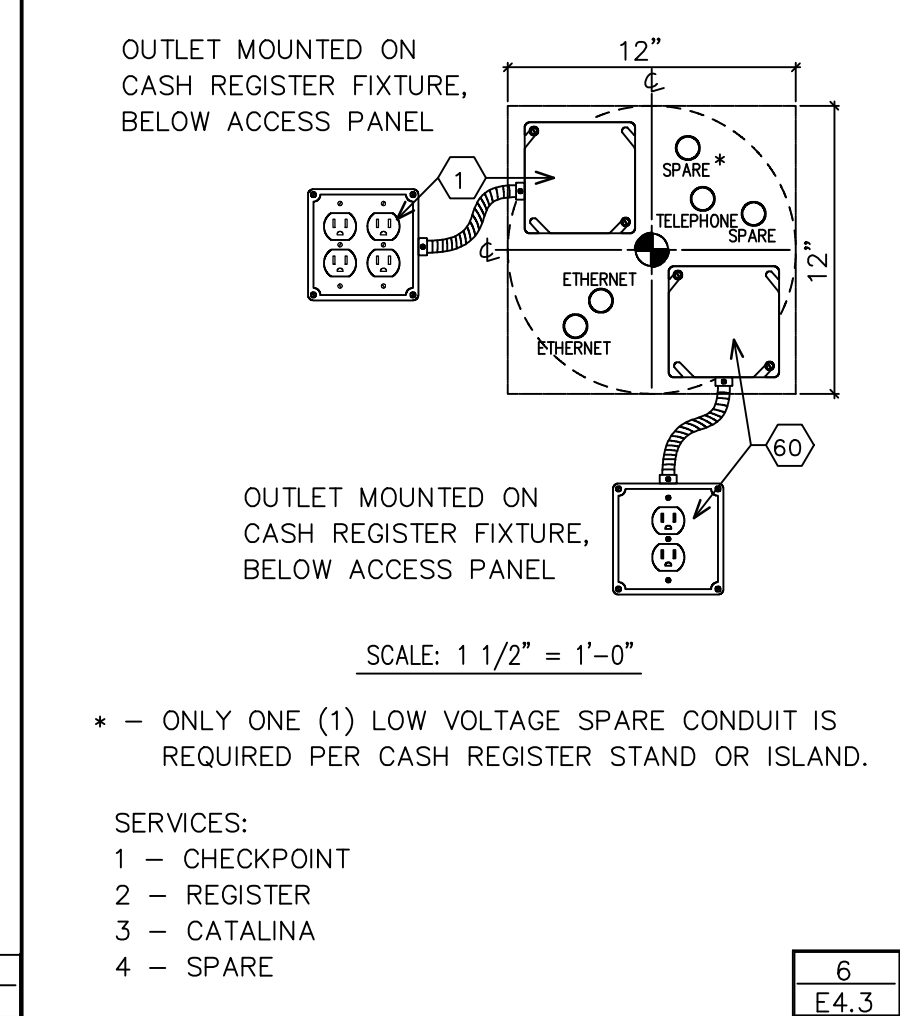 OUTLET MOUNTED ON
CASH REGISTER FIXTURE,
BELOW ACCESS PANEL
12"
℄
1
SPARE *
TELEPHONE
SPARE
℄
12"
ETHERNET
ETHERNET
60
OUTLET MOUNTED ON
CASH REGISTER FIXTURE,
BELOW ACCESS PANEL
SCALE: 1 1/2" = 1'-0"
* – ONLY ONE (1) LOW VOLTAGE SPARE CONDUIT IS
REQUIRED PER CASH REGISTER STAND OR ISLAND.
SERVICES:
1 – CHECKPOINT
2 – REGISTER
3 – CATALINA
4 – SPARE
6
E4.3